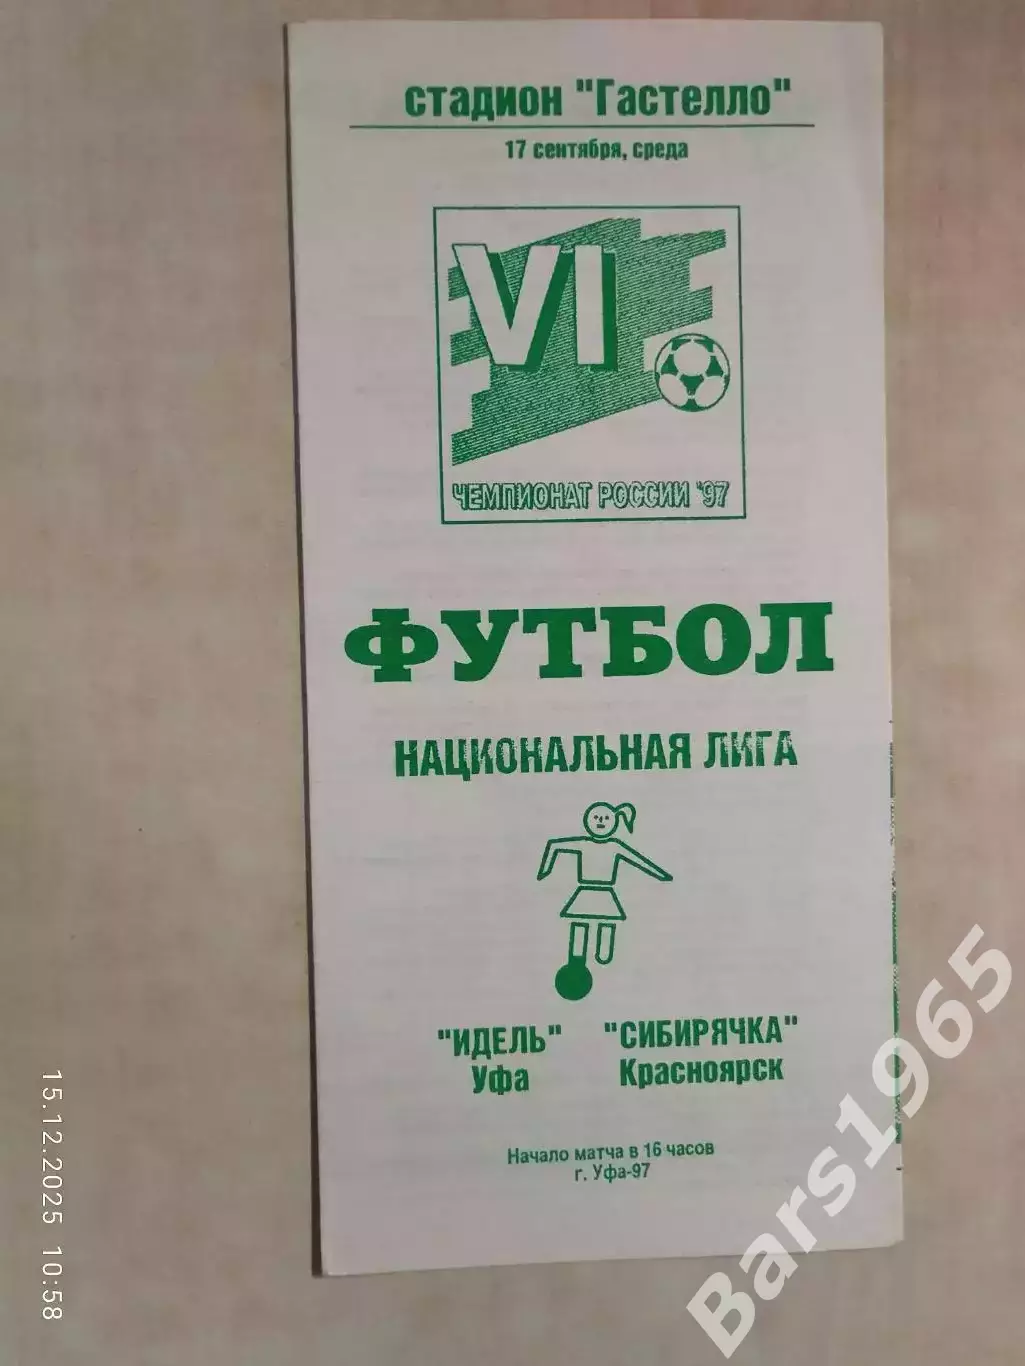 стадион "Гастелло"
17 сентября, среда
VI
ЧЕМПИОНАТ РОССИИ '97
ФУТБОЛ
НАЦИОНАЛЬНАЯ ЛИГА
"ИДЕЛЬ" "СИБИРЯЧКА"
Уфа Красноярск
Начало матча в 16 часов
г. Уфа-97
15.12.2025 10:58
Bars1965